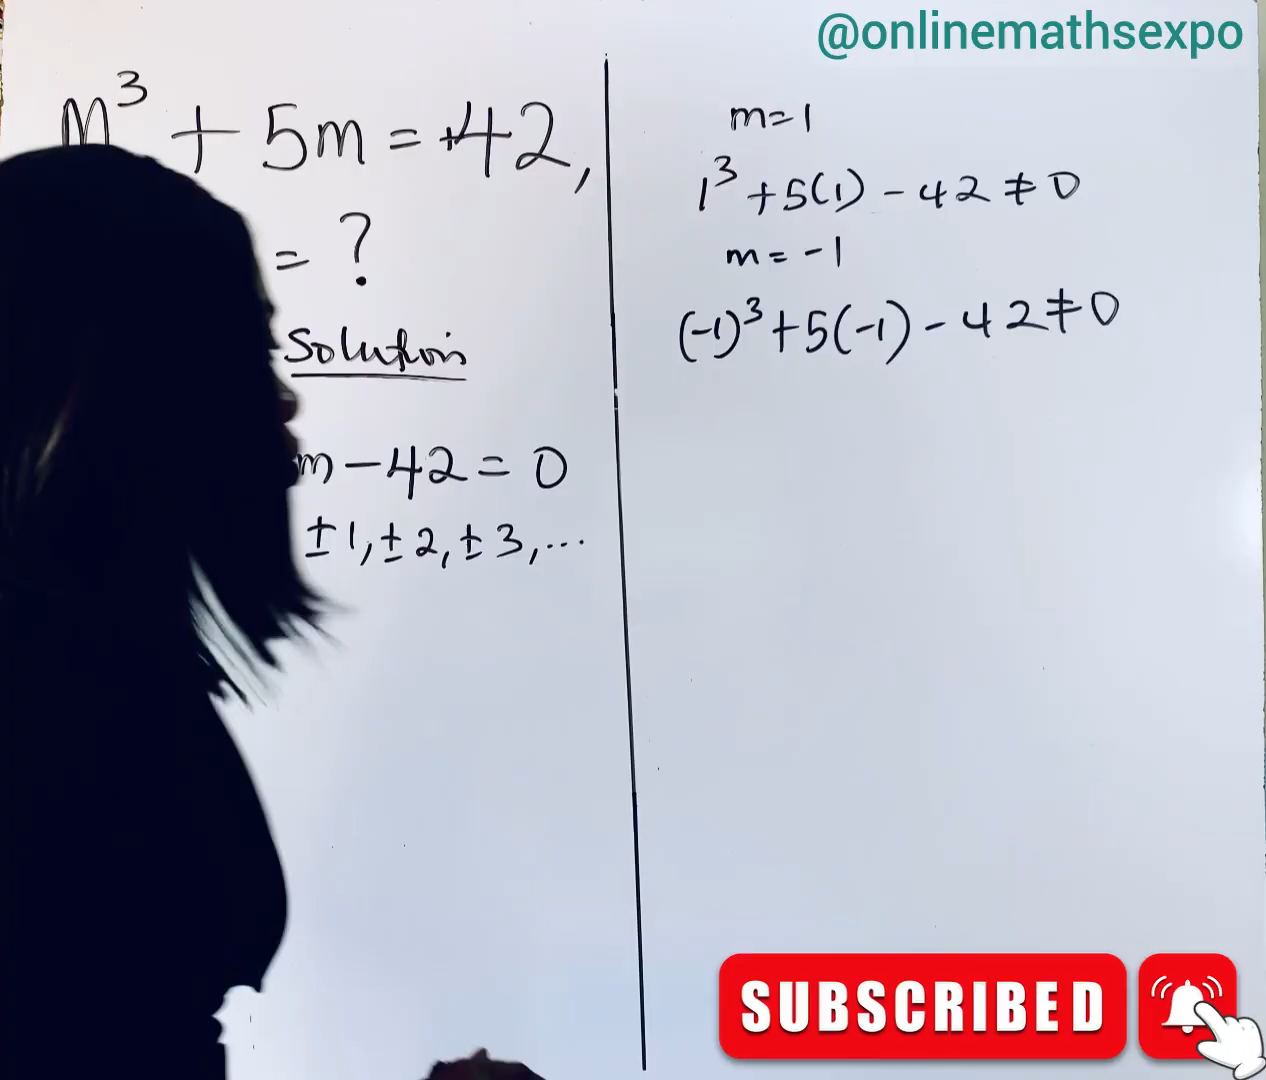 @onlinemathsexpo
m³ + 5m = +42,
= ?
Solution
m - 42 = 0
± 1, ± 2, ± 3, ...
m = 1
1³ + 5(1) - 42 ≠ 0
m = -1
(-1)³ + 5(-1) - 42 ≠ 0
SUBSCRIBED